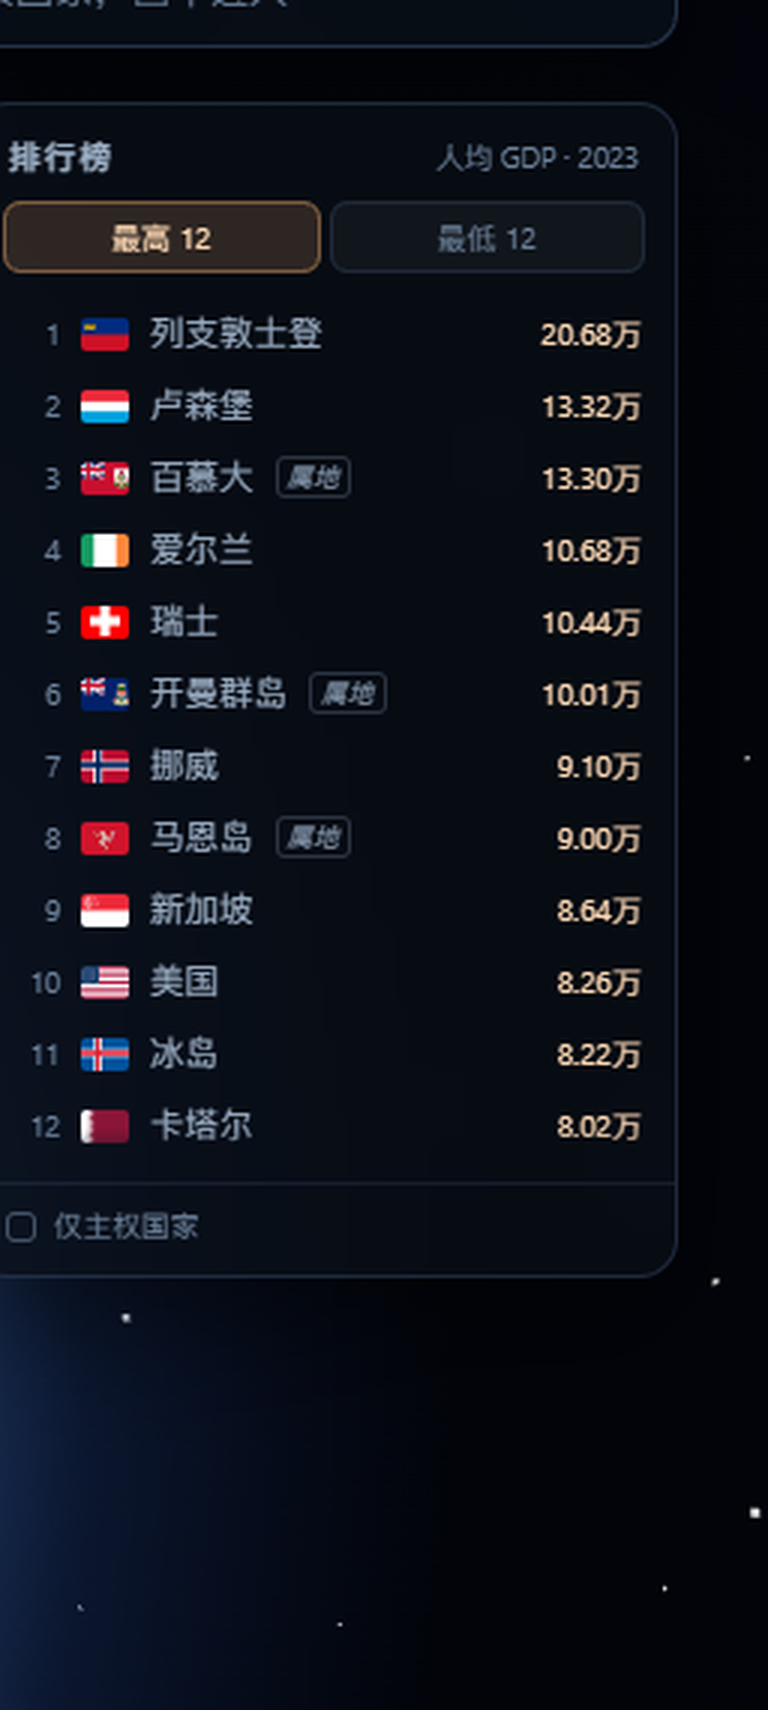 排行榜 人均 GDP · 2023
最高 12 最低 12
1 列支敦士登 20.68万
2 卢森堡 13.32万
3 百慕大 属地 13.30万
4 爱尔兰 10.68万
5 瑞士 10.44万
6 开曼群岛 属地 10.01万
7 挪威 9.10万
8 马恩岛 属地 9.00万
9 新加坡 8.64万
10 美国 8.26万
11 冰岛 8.22万
12 卡塔尔 8.02万
仅主权国家